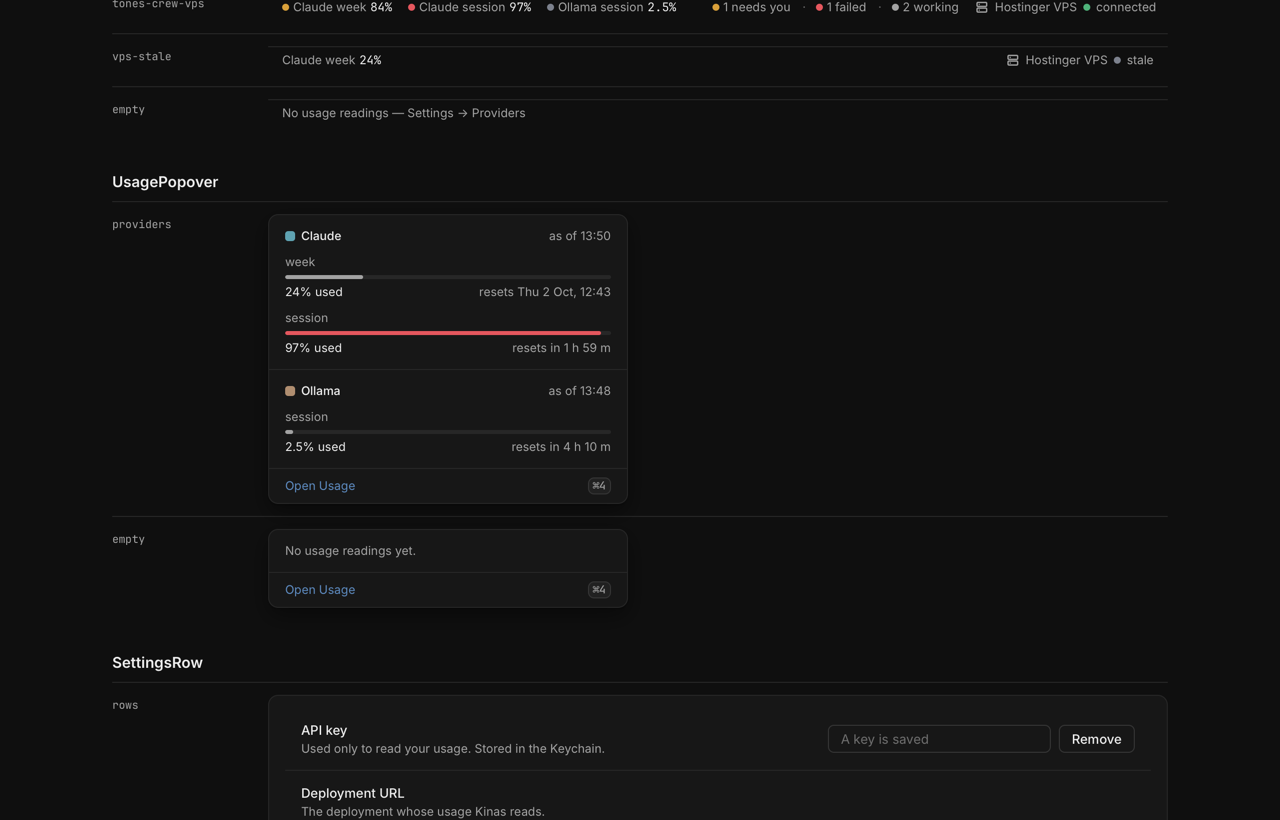 tones-crew-vps
Claude week 84% Claude session 97% Ollama session 2.5% 1 needs you · 1 failed · 2 working Hostinger VPS connected
vps-stale
Claude week 24% Hostinger VPS stale
empty
No usage readings — Settings → Providers
UsagePopover
providers
Claude as of 13:50
week
24% used resets Thu 2 Oct, 12:43
session
97% used resets in 1 h 59 m
Ollama as of 13:48
session
2.5% used resets in 4 h 10 m
Open Usage ⌘4
empty
No usage readings yet.
Open Usage ⌘4
SettingsRow
rows
API key
Used only to read your usage. Stored in the Keychain.
A key is saved Remove
Deployment URL
The deployment whose usage Kinas reads.